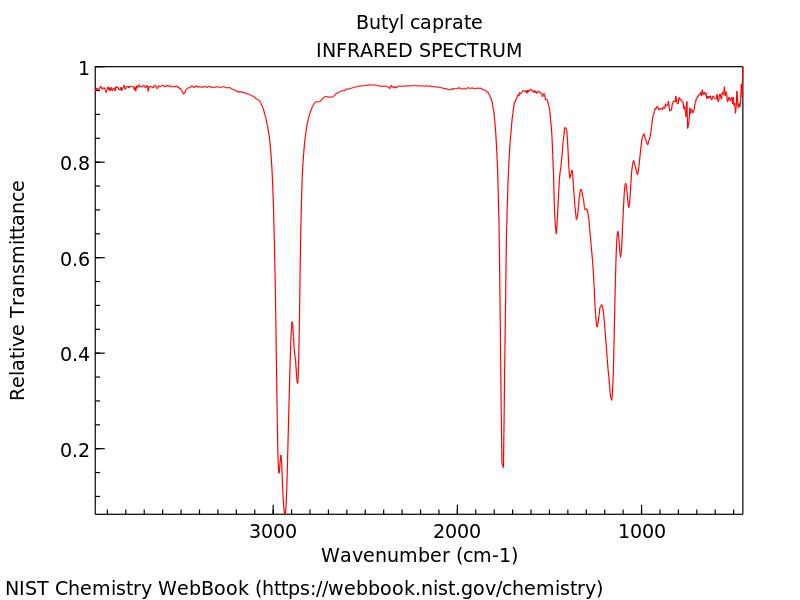 Butyl caprate
INFRARED SPECTRUM
1
0.8
0.6
0.4
0.2
Relative Transmittance
3000
2000
1000
Wavenumber (cm-1)
NIST Chemistry WebBook (https://webbook.nist.gov/chemistry)